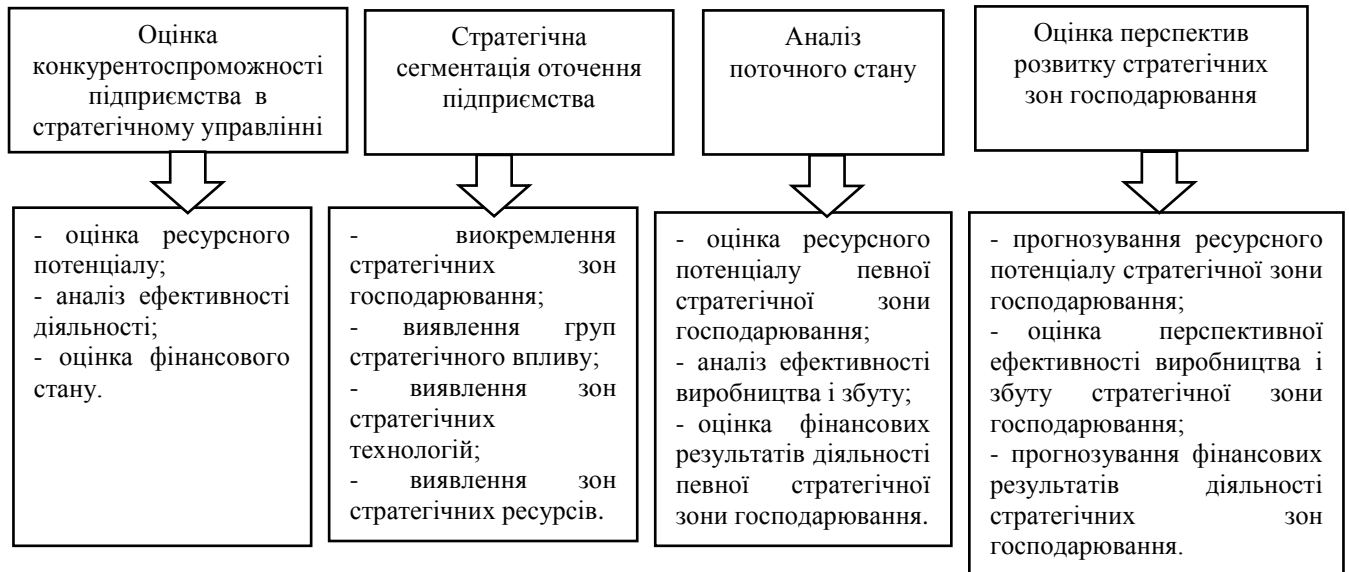 Оцінка
конкурентоспроможності
підприємства в
стратегічному управлінні
Стратегічна
сегментація оточення
підприємства
Аналіз
поточного стану
Оцінка перспектив
розвитку стратегічних
зон господарювання
- оцінка ресурсного
потенціалу;
- аналіз ефективності
діяльності;
- оцінка фінансового
стану.
- виокремлення
стратегічних зон
господарювання;
- виявлення груп
стратегічного впливу;
- виявлення зон
стратегічних
технологій;
- виявлення зон
стратегічних ресурсів.
- оцінка ресурсного
потенціалу певної
стратегічної зони
господарювання;
- аналіз ефективності
виробництва і збуту;
- оцінка фінансових
результатів діяльності
певної стратегічної
зони господарювання.
- прогнозування ресурсного
потенціалу стратегічної зони
господарювання;
- оцінка перспективної
ефективності виробництва і
збуту стратегічної зони
господарювання;
- прогнозування фінансових
результатів діяльності
стратегічних зон
господарювання.